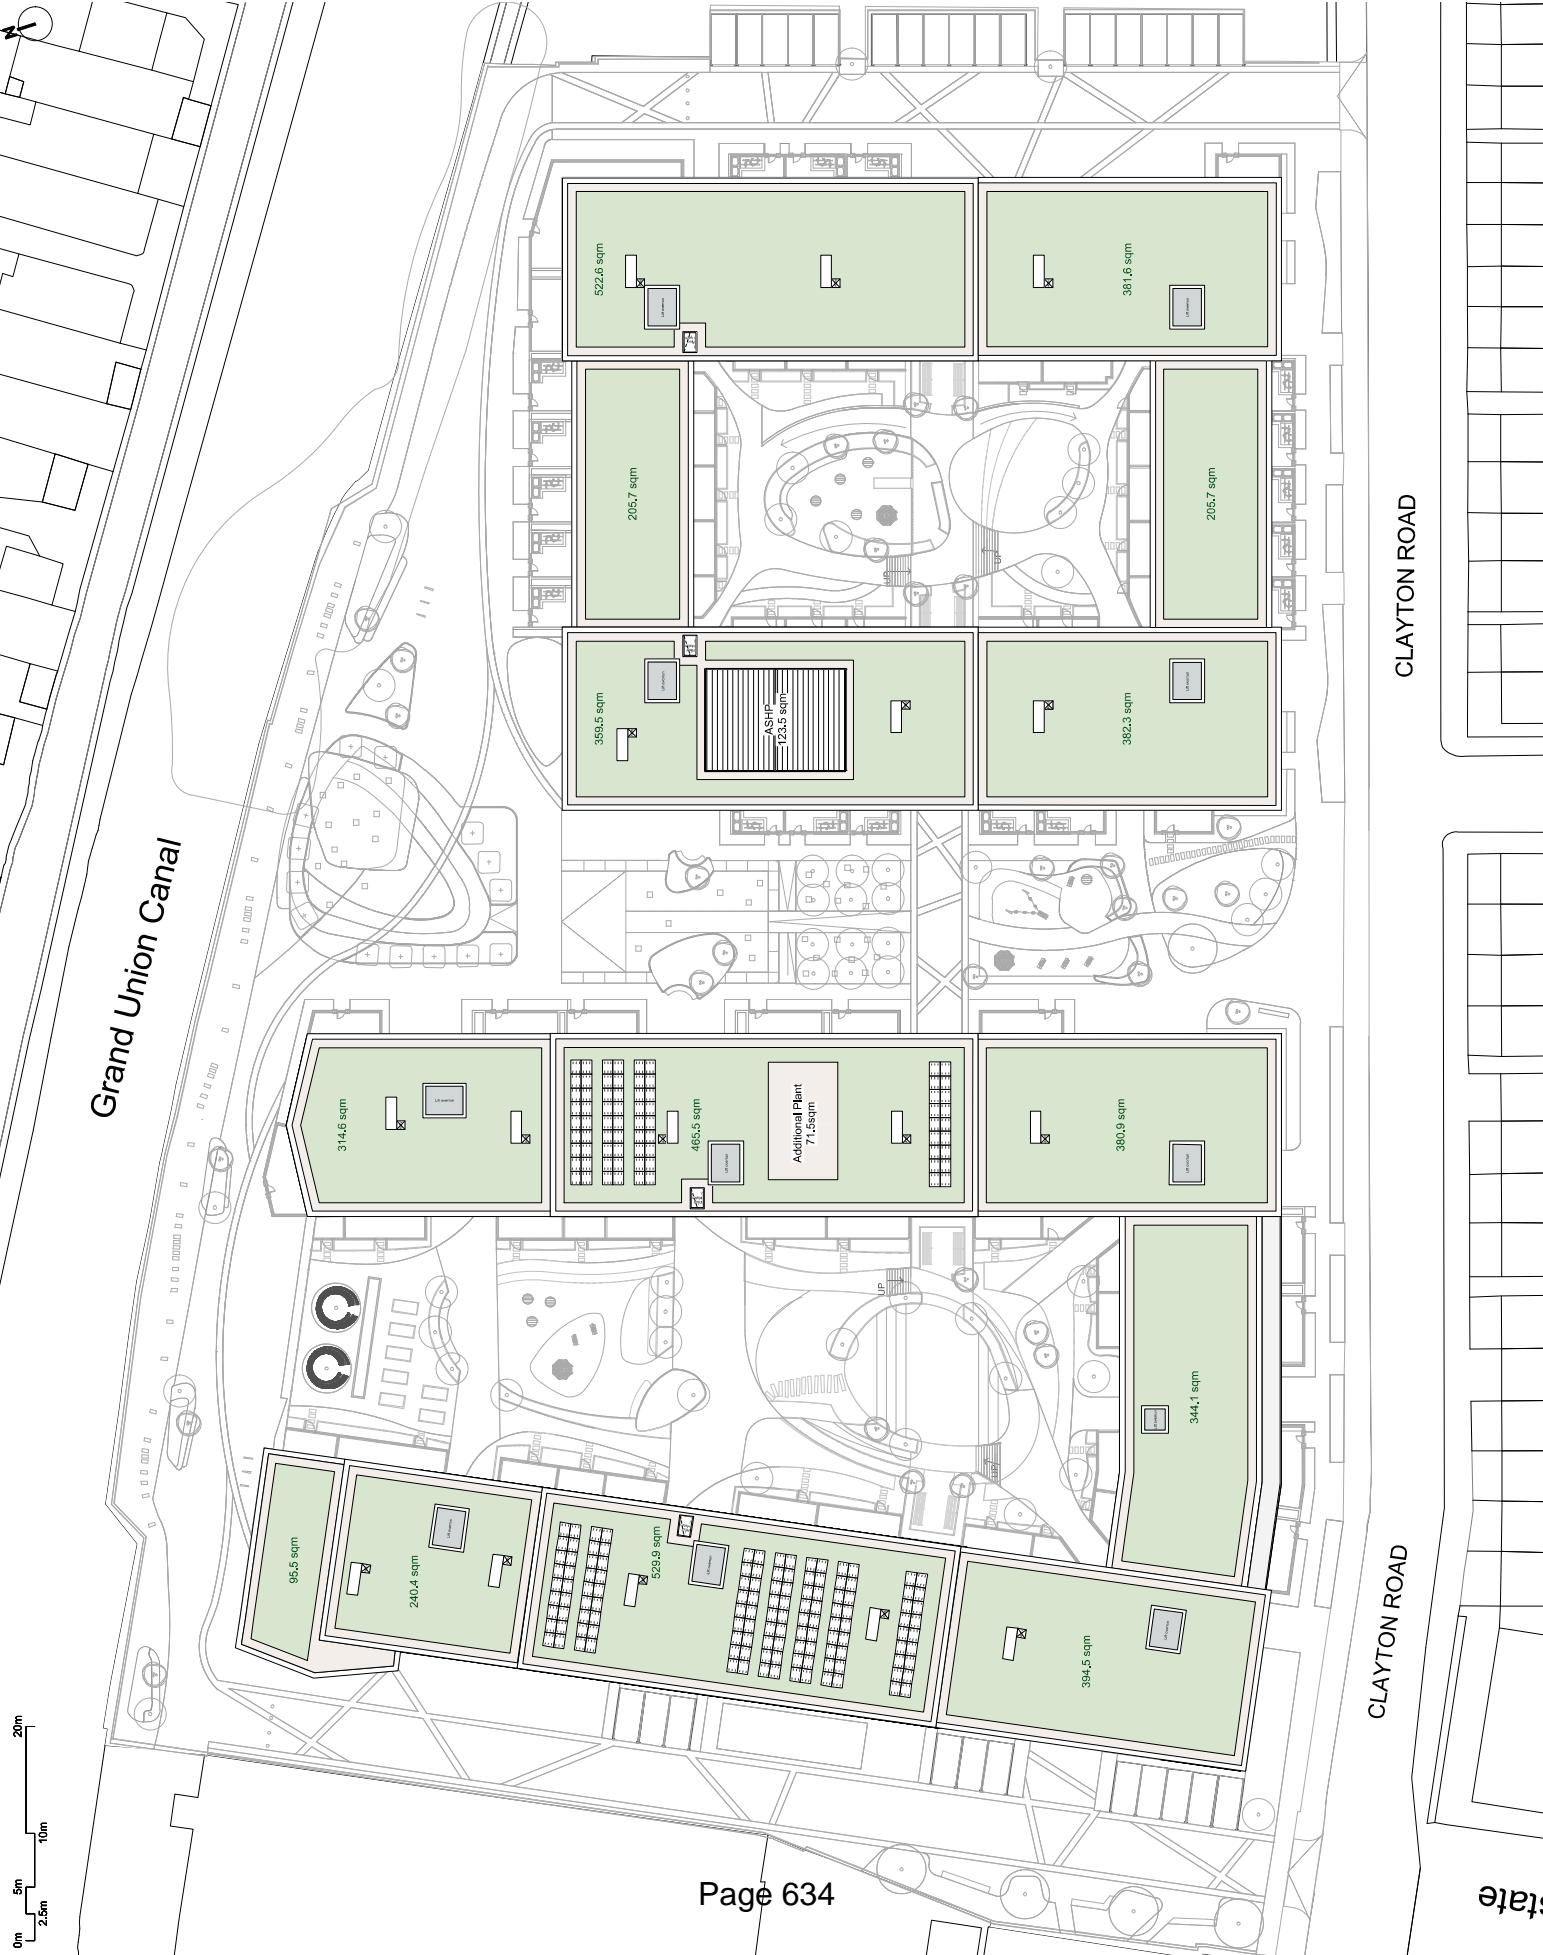 N
522.6 sqm
381.6 sqm
205.7 sqm
205.7 sqm
CLAYTON ROAD
UP
UP
359.5 sqm
ASHP
123.5 sqm
382.3 sqm
Grand Union Canal
314.6 sqm
465.5 sqm
Additional Plant
71.5sqm
380.9 sqm
UP
344.1 sqm
UP
95.5 sqm
240.4 sqm
529.9 sqm
394.5 sqm
CLAYTON ROAD
0m
2.5m
5m
10m
20m
Page 634